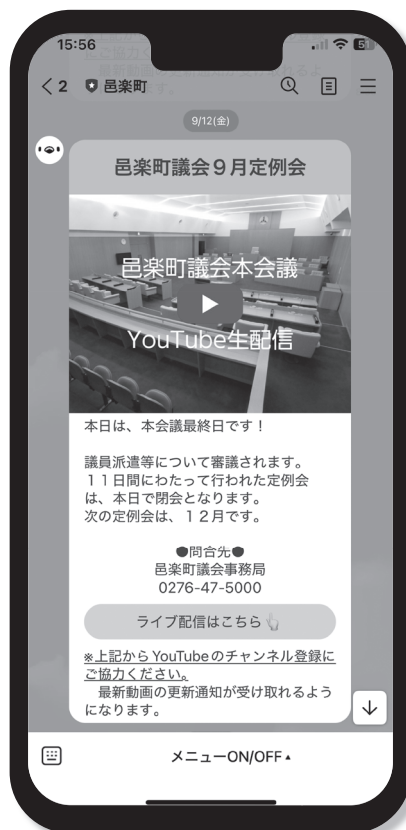 15:56
51
2
邑楽町
9/12(金)
邑楽町議会9月定例会
邑楽町議会本会議
YouTube生配信
本日は、本会議最終日です！
議員派遣等について審議されます。
１１日間にわたって行われた定例会
は、本日で閉会となります。
次の定例会は、１２月です。
●問合先●
邑楽町議会事務局
0276-47-5000
ライブ配信はこちら👆
※上記からYouTubeのチャンネル登録に
ご協力ください。
　最新動画の更新通知が受け取れるよう
になります。
メニューON/OFF▲